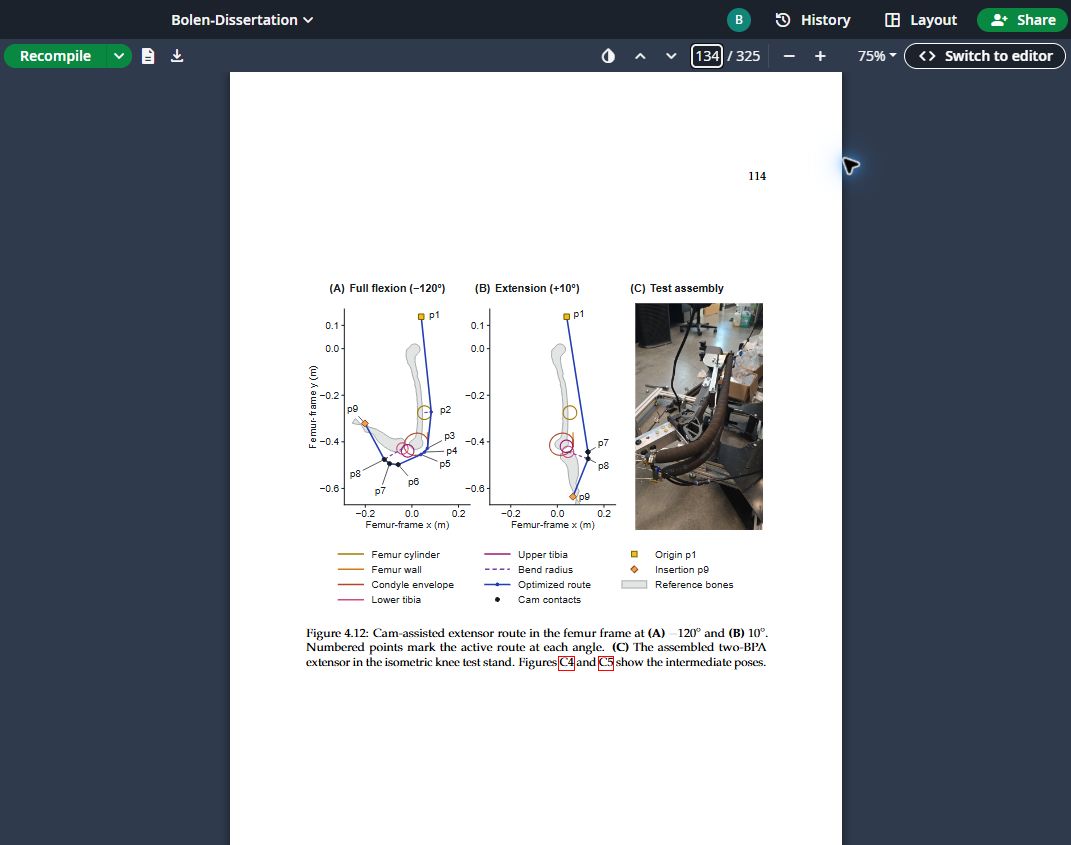 Bolen-Dissertation
B
History
Layout
Share
Recompile
134 / 325
75%
Switch to editor
114
(A) Full flexion (−120°)
(B) Extension (+10°)
(C) Test assembly
p1
0.1
0.0
−0.2
−0.4
−0.6
Femur-frame y (m)
p9
p2
p3
p4
p5
p8
p7
p6
−0.2
0.0
0.2
Femur-frame x (m)
p1
0.1
0.0
−0.2
−0.4
−0.6
p7
p8
p9
−0.2
0.0
0.2
Femur-frame x (m)
Femur cylinder
Femur wall
Condyle envelope
Lower tibia
Upper tibia
Bend radius
Optimized route
Cam contacts
Origin p1
Insertion p9
Reference bones
Figure 4.12: Cam-assisted extensor route in the femur frame at (A) −120° and (B) 10°.
Numbered points mark the active route at each angle. (C) The assembled two-BPA
extensor in the isometric knee test stand. Figures C4 and C5 show the intermediate poses.